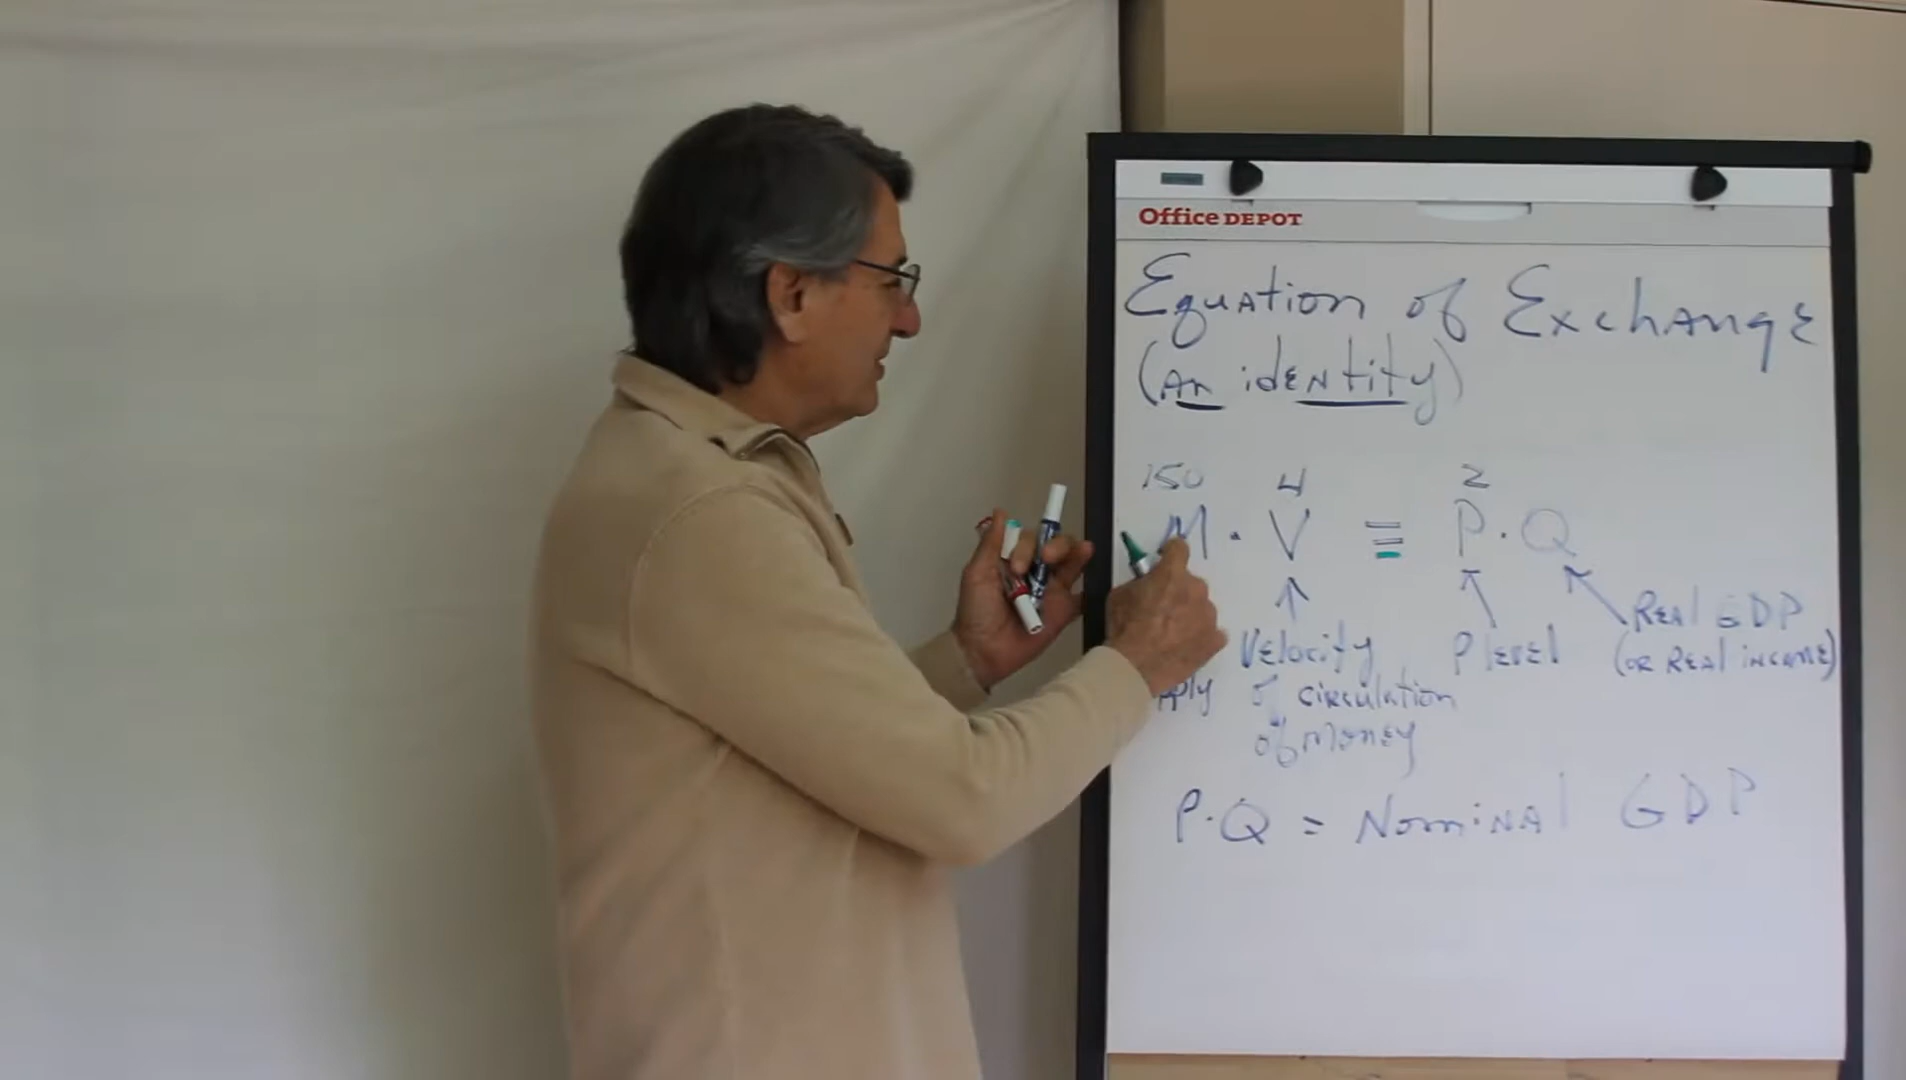 Office DEPOT
Equation of Exchange
(An identity)
150 4 2
M · V ≡ P · Q
Velocity P level Real GDP
(or Real income)
pply of circulation
of money
P·Q = Nominal GDP